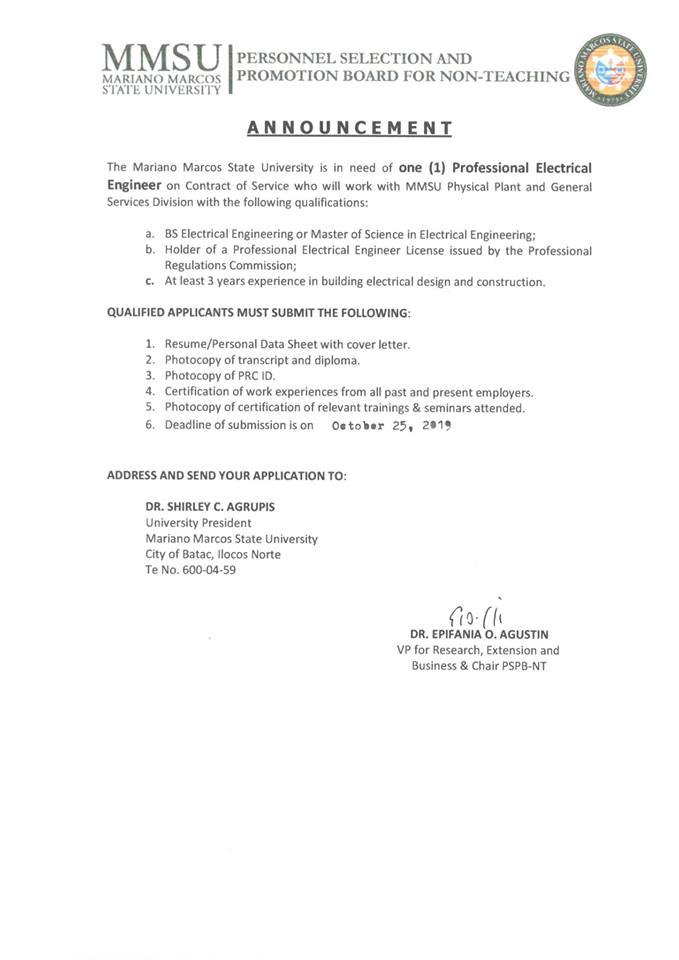 MMSU
MARIANO MARCOS
STATE UNIVERSITY
PERSONNEL SELECTION AND
PROMOTION BOARD FOR NON-TEACHING
MARIANO MARCOS STATE UNIVERSITY
1978
ANNOUNCEMENT
The Mariano Marcos State University is in need of one (1) Professional Electrical
Engineer on Contract of Service who will work with MMSU Physical Plant and General
Services Division with the following qualifications:
a. BS Electrical Engineering or Master of Science in Electrical Engineering;
b. Holder of a Professional Electrical Engineer License issued by the Professional
Regulations Commission;
c. At least 3 years experience in building electrical design and construction.
QUALIFIED APPLICANTS MUST SUBMIT THE FOLLOWING:
1. Resume/Personal Data Sheet with cover letter.
2. Photocopy of transcript and diploma.
3. Photocopy of PRC ID.
4. Certification of work experiences from all past and present employers.
5. Photocopy of certification of relevant trainings & seminars attended.
6. Deadline of submission is on October 25, 2019
ADDRESS AND SEND YOUR APPLICATION TO:
DR. SHIRLEY C. AGRUPIS
University President
Mariano Marcos State University
City of Batac, Ilocos Norte
Te No. 600-04-59
DR. EPIFANIA O. AGUSTIN
VP for Research, Extension and
Business & Chair PSPB-NT